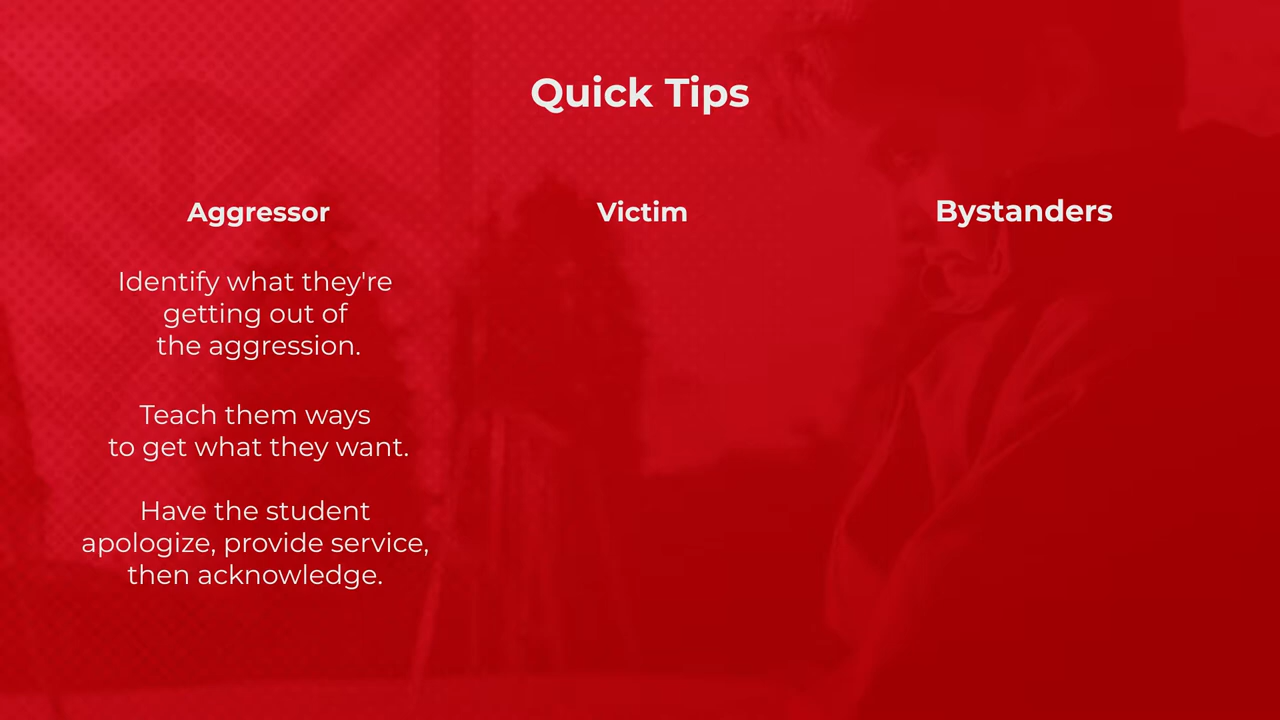 Quick Tips
Aggressor
Victim
Bystanders
Identify what they're
getting out of
the aggression.
Teach them ways
to get what they want.
Have the student
apologize, provide service,
then acknowledge.